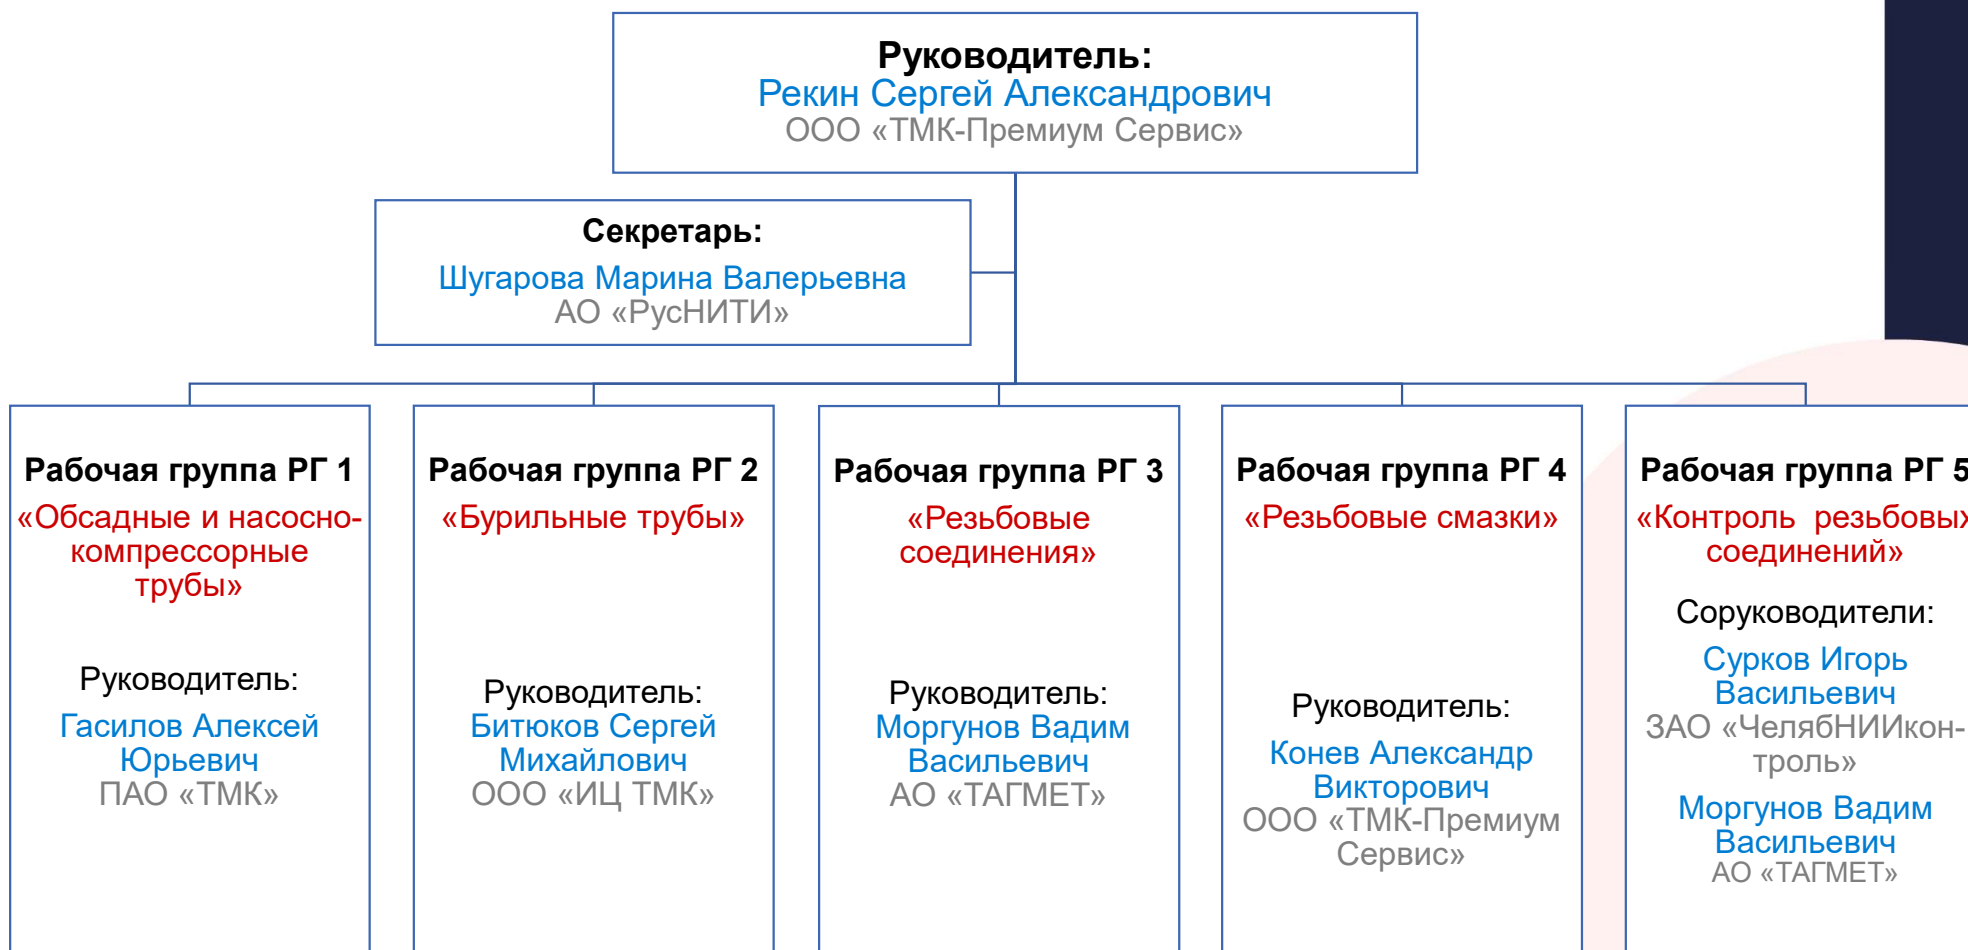 Руководитель:
Рекин Сергей Александрович
ООО «ТМК-Премиум Сервис»
Секретарь:
Шугарова Марина Валерьевна
АО «РусНИТИ»
Рабочая группа РГ 1
«Обсадные и насосно-
компрессорные
трубы»
Руководитель:
Гасилов Алексей
Юрьевич
ПАО «ТМК»
Рабочая группа РГ 2
«Бурильные трубы»
Руководитель:
Битюков Сергей
Михайлович
ООО «ИЦ ТМК»
Рабочая группа РГ 3
«Резьбовые
соединения»
Руководитель:
Моргунов Вадим
Васильевич
АО «ТАГМЕТ»
Рабочая группа РГ 4
«Резьбовые смазки»
Руководитель:
Конев Александр
Викторович
ООО «ТМК-Премиум
Сервис»
Рабочая группа РГ 5
«Контроль резьбовых
соединений»
Соруководители:
Сурков Игорь
Васильевич
ЗАО «ЧелябНИИкон-
троль»
Моргунов Вадим
Васильевич
АО «ТАГМЕТ»